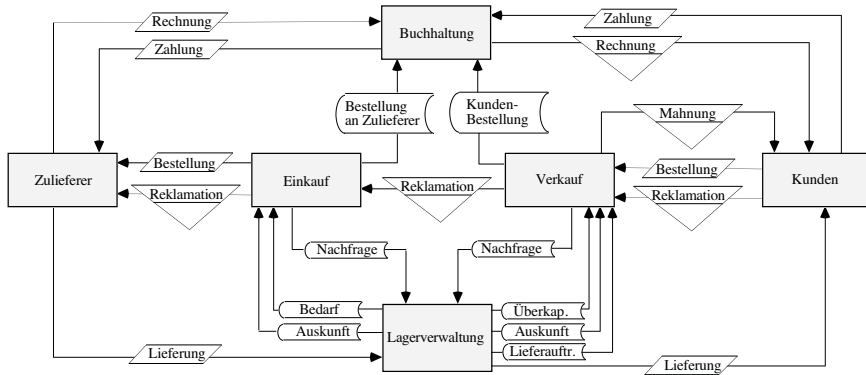 Rechnung
Zahlung
Buchhaltung
Zahlung
Rechnung
Bestellung
an Zulieferer
Kunden-
Bestellung
Mahnung
Zulieferer
Bestellung
Einkauf
Reklamation
Reklamation
Verkauf
Bestellung
Reklamation
Kunden
Nachfrage
Nachfrage
Bedarf
Auskunft
Lagerverwaltung
Überkap.
Auskunft
Lieferauftr.
Lieferung
Lieferung